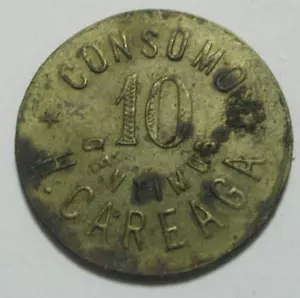 CONSUMO
10
CENTIMOS
H. CAREAGA